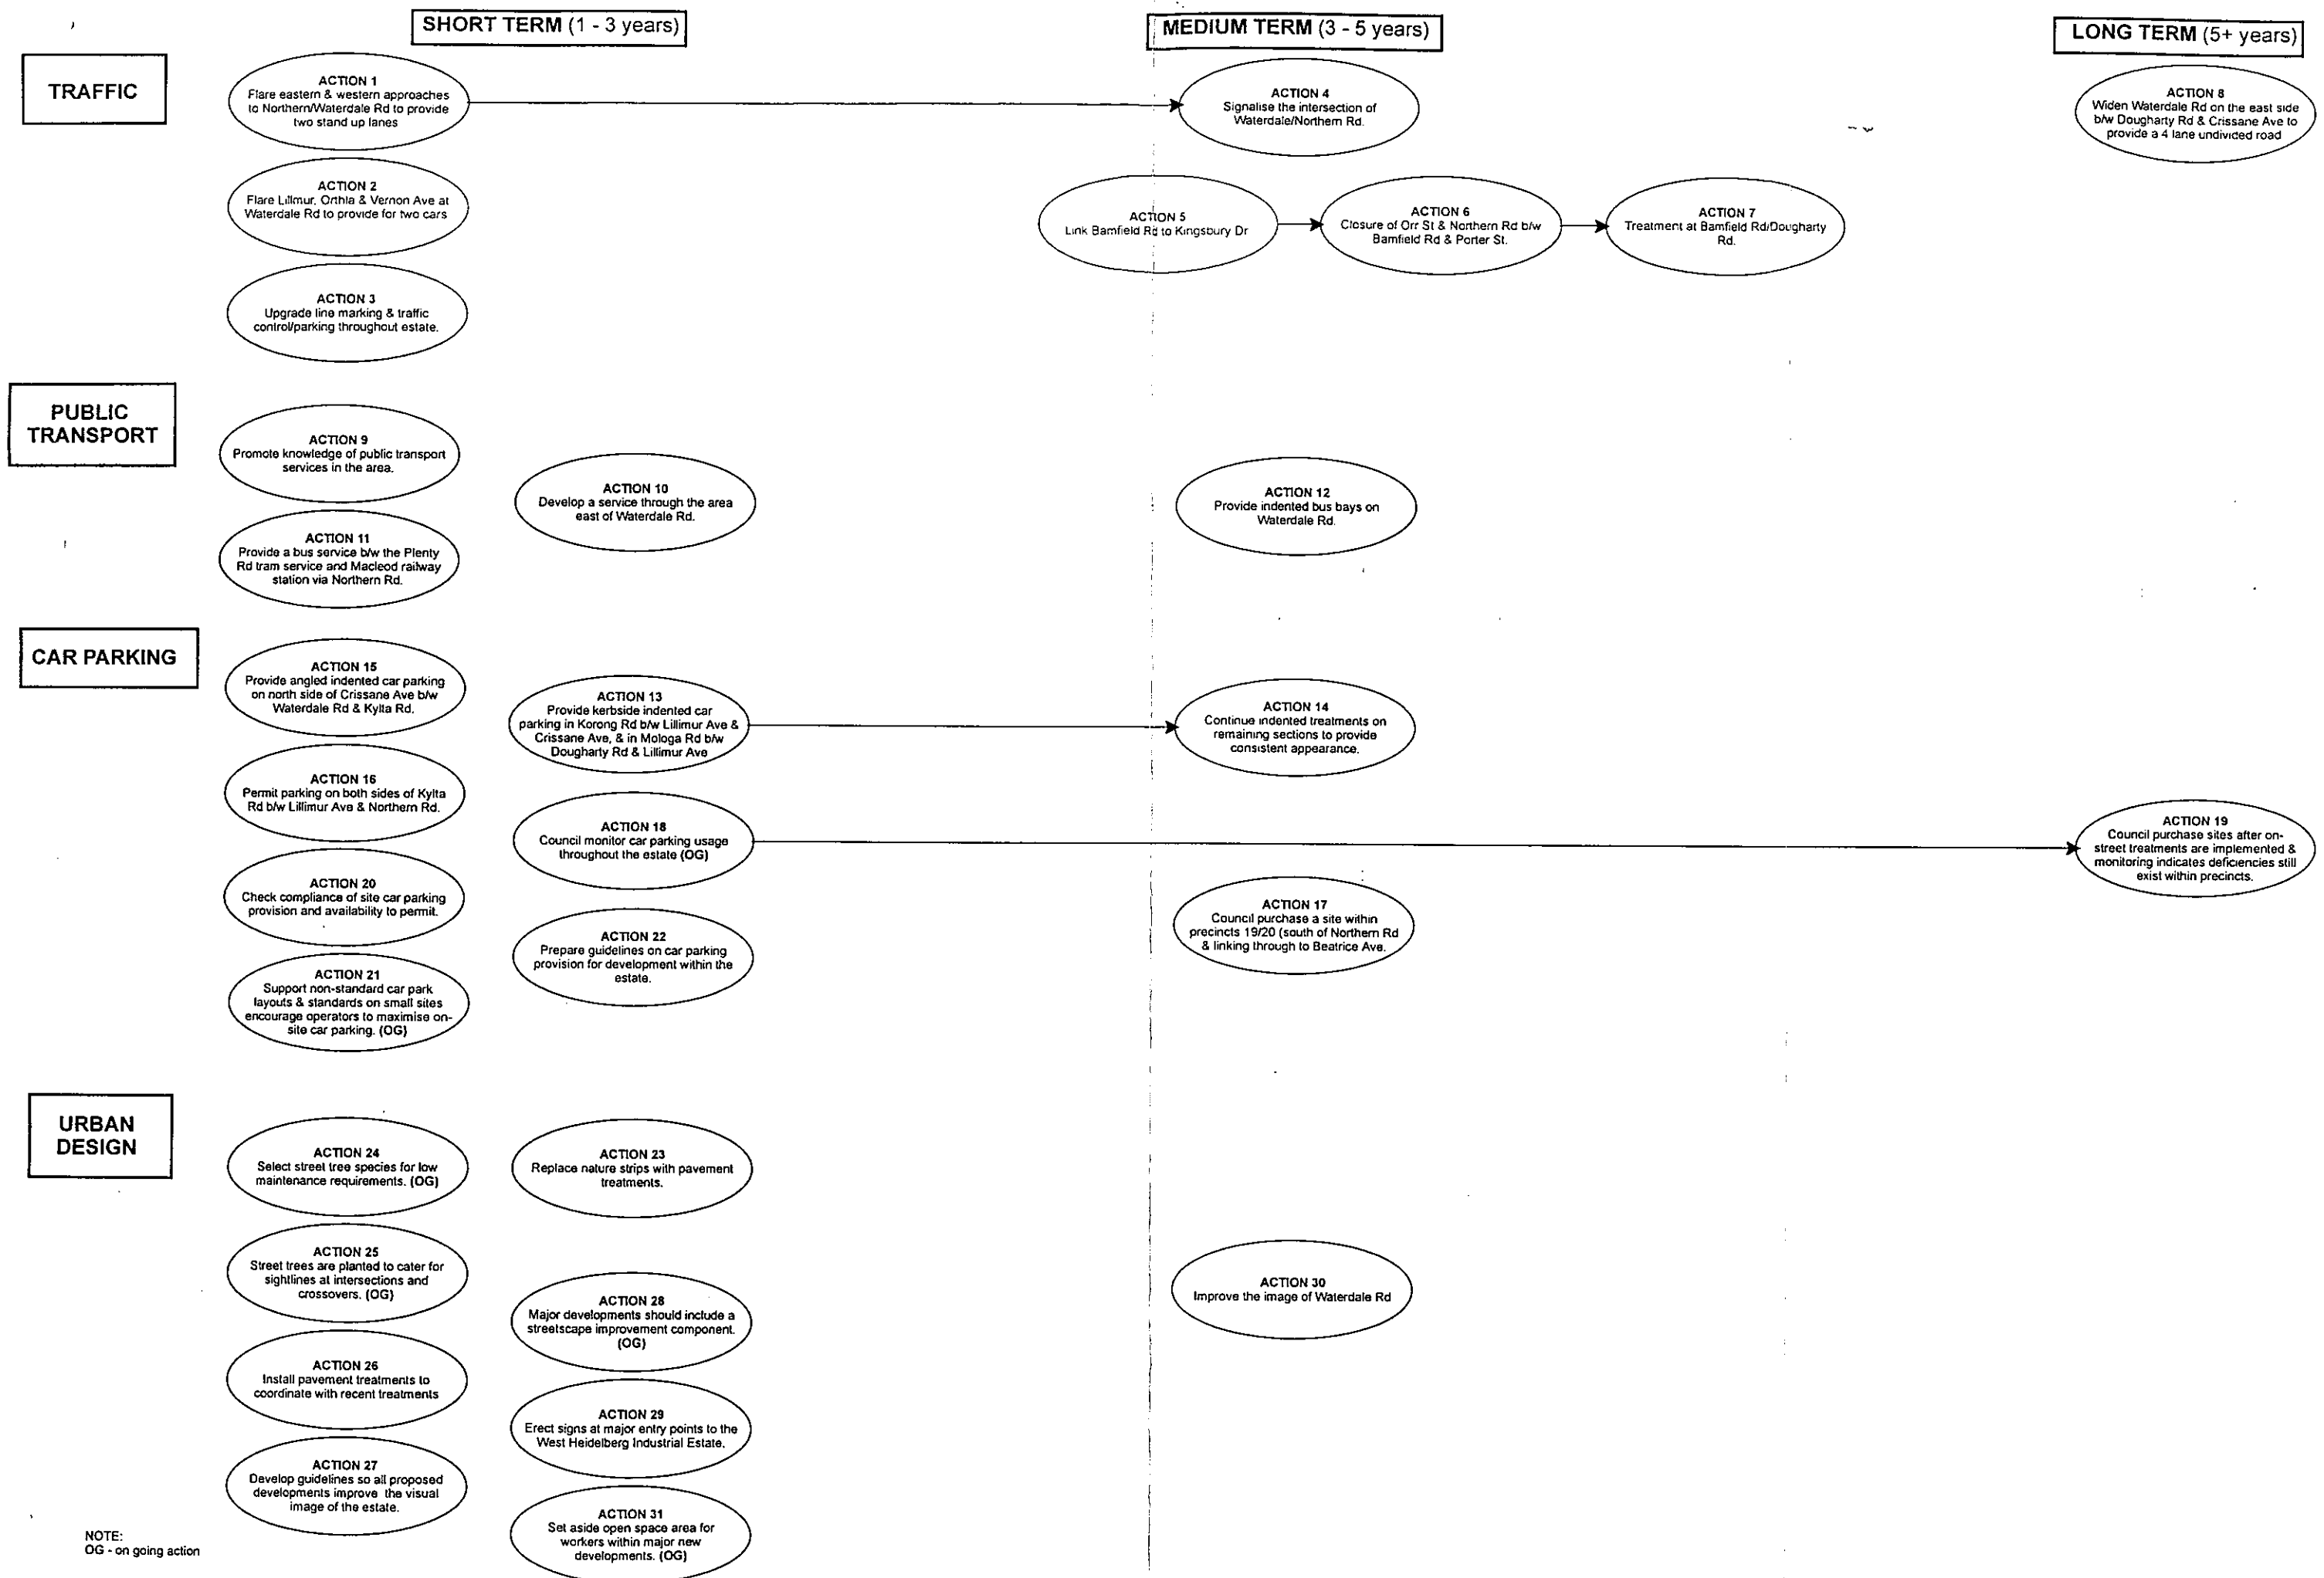 SHORT TERM (1 - 3 years)
MEDIUM TERM (3 - 5 years)
LONG TERM (5+ years)
TRAFFIC
ACTION 1
Flare eastern & western approaches
to Northern/Waterdale Rd to provide
two stand up lanes
ACTION 4
Signalise the intersection of
Waterdale/Northern Rd.
ACTION 8
Widen Waterdale Rd on the east side
b/w Dougharty Rd & Crissane Ave to
provide a 4 lane undivided road
ACTION 2
Flare Lillmur, Orthla & Vernon Ave at
Waterdale Rd to provide for two cars
ACTION 5
Link Bamfield Rd to Kingsbury Dr
ACTION 6
Closure of Orr St & Northern Rd b/w
Bamfield Rd & Porter St.
ACTION 7
Treatment at Bamfield Rd/Dougharty
Rd.
ACTION 3
Upgrade line marking & traffic
control/parking throughout estate.
PUBLIC
TRANSPORT
ACTION 9
Promote knowledge of public transport
services in the area.
ACTION 10
Develop a service through the area
east of Waterdale Rd.
ACTION 12
Provide indented bus bays on
Waterdale Rd.
ACTION 11
Provide a bus service b/w the Plenty
Rd tram service and Macleod railway
station via Northern Rd.
CAR PARKING
ACTION 15
Provide angled indented car parking
on north side of Crissane Ave b/w
Waterdale Rd & Kylta Rd.
ACTION 13
Provide kerbside indented car
parking in Korong Rd b/w Lillimur Ave &
Crissane Ave, & in Mologa Rd b/w
Dougharty Rd & Lillimur Ave
ACTION 14
Continue indented treatments on
remaining sections to provide
consistent appearance.
ACTION 16
Permit parking on both sides of Kylta
Rd b/w Lillimur Ave & Northern Rd.
ACTION 18
Council monitor car parking usage
throughout the estate (OG)
ACTION 19
Council purchase sites after on-
street treatments are implemented &
monitoring indicates deficiencies still
exist within precincts.
ACTION 20
Check compliance of site car parking
provision and availability to permit.
ACTION 17
Council purchase a site within
precincts 19/20 (south of Northern Rd
& linking through to Beatrice Ave.
ACTION 22
Prepare guidelines on car parking
provision for development within the
estate.
ACTION 21
Support non-standard car park
layouts & standards on small sites
encourage operators to maximise on-
site car parking. (OG)
URBAN
DESIGN
ACTION 24
Select street tree species for low
maintenance requirements. (OG)
ACTION 23
Replace nature strips with pavement
treatments.
ACTION 25
Street trees are planted to cater for
sightlines at intersections and
crossovers. (OG)
ACTION 28
Major developments should include a
streetscape improvement component.
(OG)
ACTION 30
Improve the image of Waterdale Rd
ACTION 26
Install pavement treatments to
coordinate with recent treatments
ACTION 29
Erect signs at major entry points to the
West Heidelberg Industrial Estate.
ACTION 27
Develop guidelines so all proposed
developments improve the visual
image of the estate.
ACTION 31
Set aside open space area for
workers within major new
developments. (OG)
NOTE:
OG - on going action